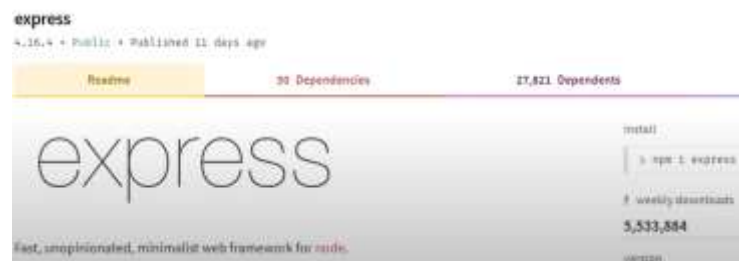 express
4.16.4 • Public • Published 11 days ago
Readme
30 Dependencies
27,821 Dependents
express
install
npm i express
weekly downloads
5,533,884
Fast, unopinionated, minimalist web framework for node.
version